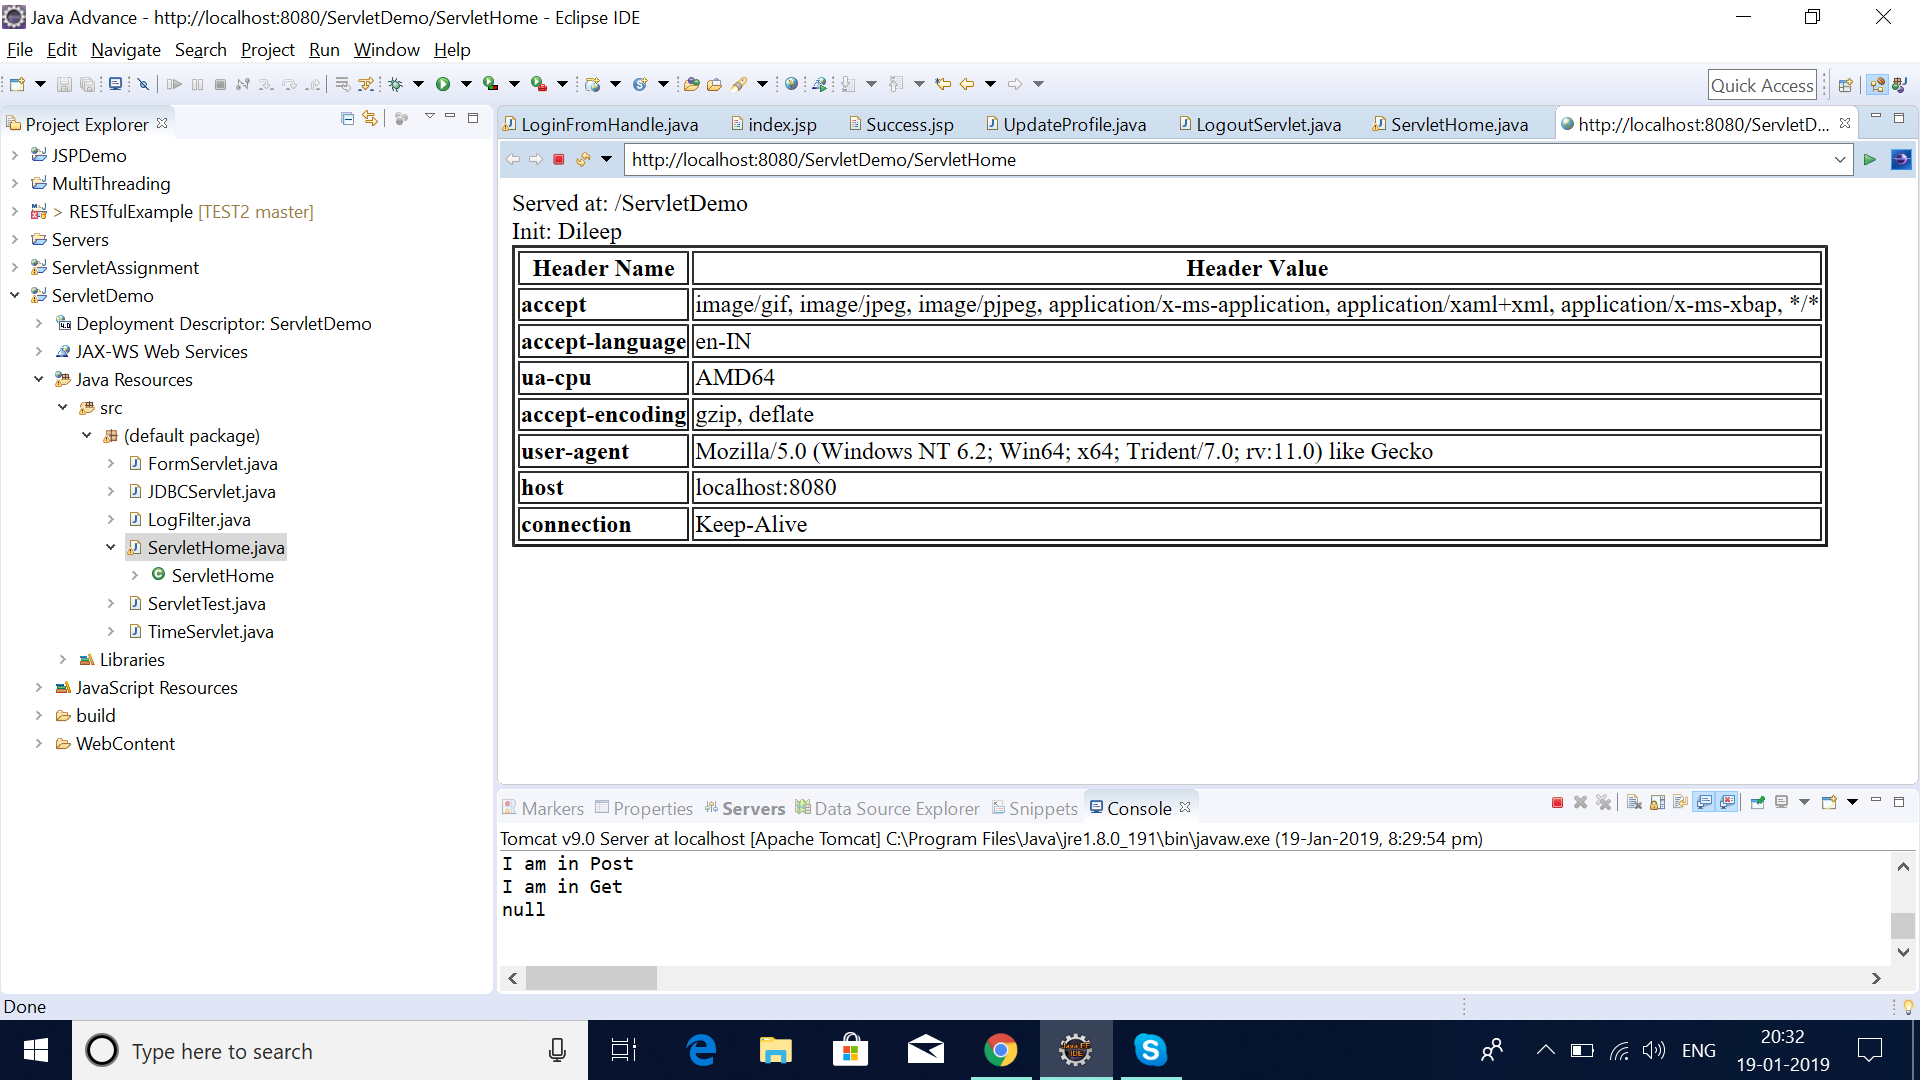 Java Advance - http://localhost:8080/ServletDemo/ServletHome - Eclipse IDE
File Edit Navigate Search Project Run Window Help
Quick Access
Project Explorer
JSPDemo
MultiThreading
> RESTfulExample [TEST2 master]
Servers
ServletAssignment
ServletDemo
Deployment Descriptor: ServletDemo
JAX-WS Web Services
Java Resources
src
(default package)
FormServlet.java
JDBCServlet.java
LogFilter.java
ServletHome.java
ServletHome
ServletTest.java
TimeServlet.java
Libraries
JavaScript Resources
build
WebContent
LoginFromHandle.java index.jsp Success.jsp UpdateProfile.java LogoutServlet.java ServletHome.java http://localhost:8080/ServletD...
http://localhost:8080/ServletDemo/ServletHome
Served at: /ServletDemo
Init: Dileep
Header Name Header Value
accept image/gif, image/jpeg, image/pjpeg, application/x-ms-application, application/xaml+xml, application/x-ms-xbap, */*
accept-language en-IN
ua-cpu AMD64
accept-encoding gzip, deflate
user-agent Mozilla/5.0 (Windows NT 6.2; Win64; x64; Trident/7.0; rv:11.0) like Gecko
host localhost:8080
connection Keep-Alive
Markers Properties Servers Data Source Explorer Snippets Console
Tomcat v9.0 Server at localhost [Apache Tomcat] C:\Program Files\Java\jre1.8.0_191\bin\javaw.exe (19-Jan-2019, 8:29:54 pm)
I am in Post
I am in Get
null
Done
Type here to search
Java EE
IDE
ENG
20:32
19-01-2019